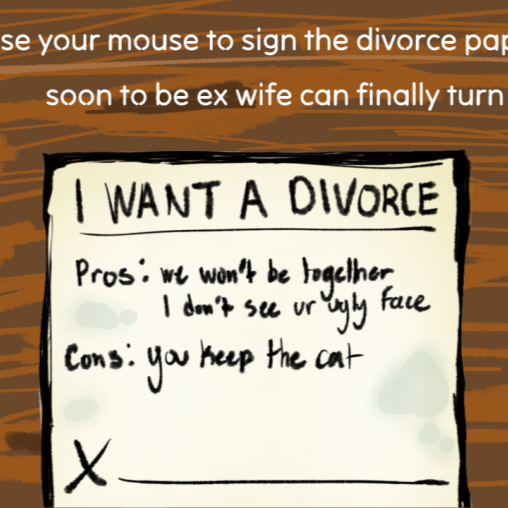 se your mouse to sign the divorce pap
soon to be ex wife can finally turn
I WANT A DIVORCE
Pros: we won't be together
I don't see ur ugly face
Cons: you keep the cat
X